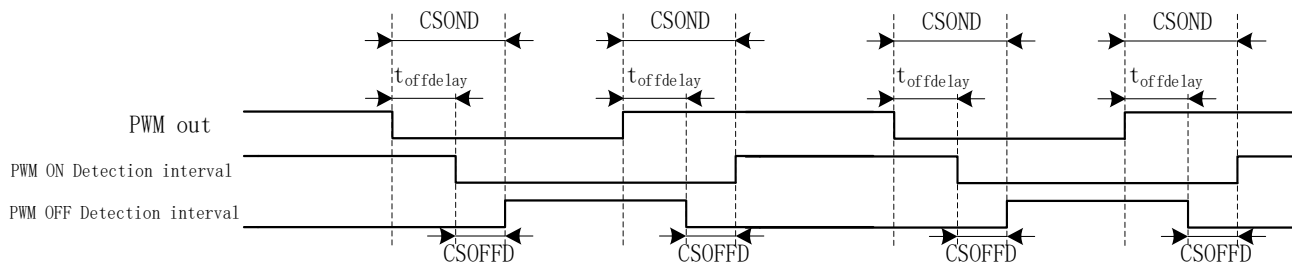 CSOND CSOND CSOND CSOND
toffdelay toffdelay toffdelay toffdelay
PWM out
PWM ON Detection interval
PWM OFF Detection interval
CSOFFD CSOFFD CSOFFD CSOFFD